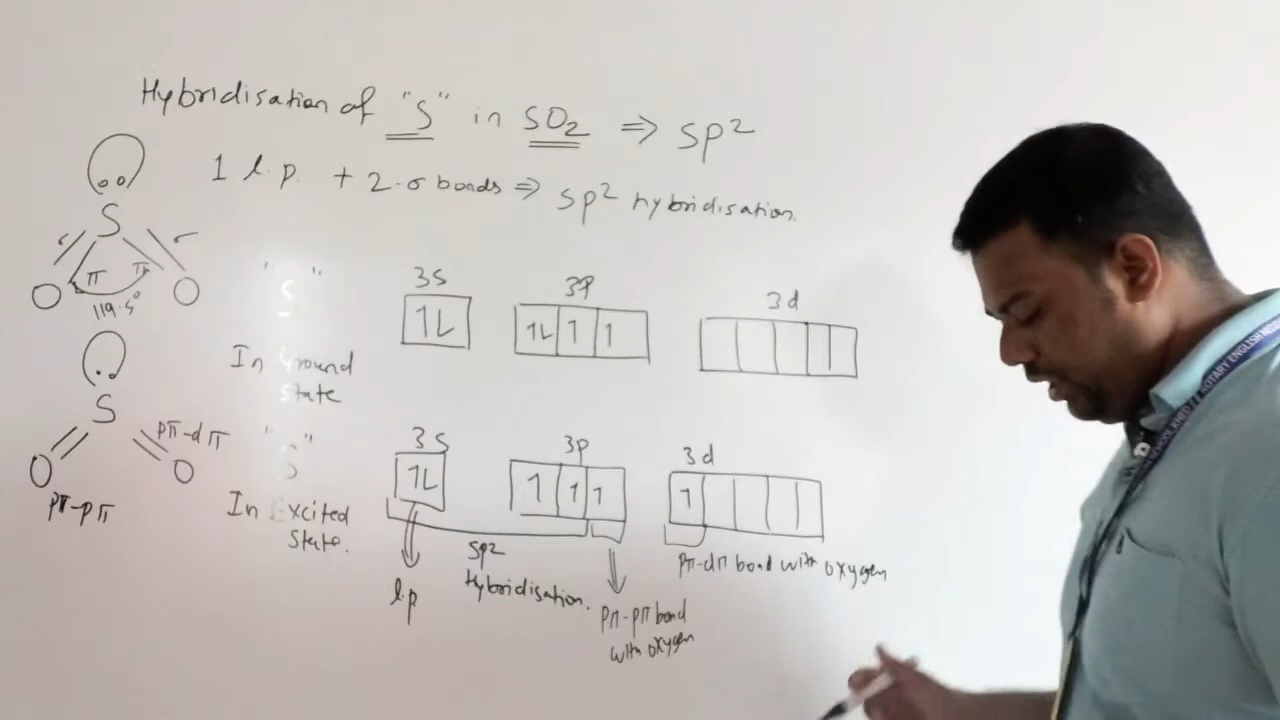 Hybridisation of "S" in SO2 ⇒ sp²
1 l.p. + 2 σ bonds ⇒ sp² hybridisation.
S
σ σ
π π
O O
119.5°
"S"
In Ground
State
3s 3p 3d
1L 1L 1 1
S
pπ-dπ
O O
pπ-pπ
"S"
In Excited
State.
3s 3p 3d
1L 1 1 1 1
sp2
Hybridisation.
l.p
pπ-pπ bond
with oxygen
pπ-dπ bond with oxygen
ROTARY ENGLISH